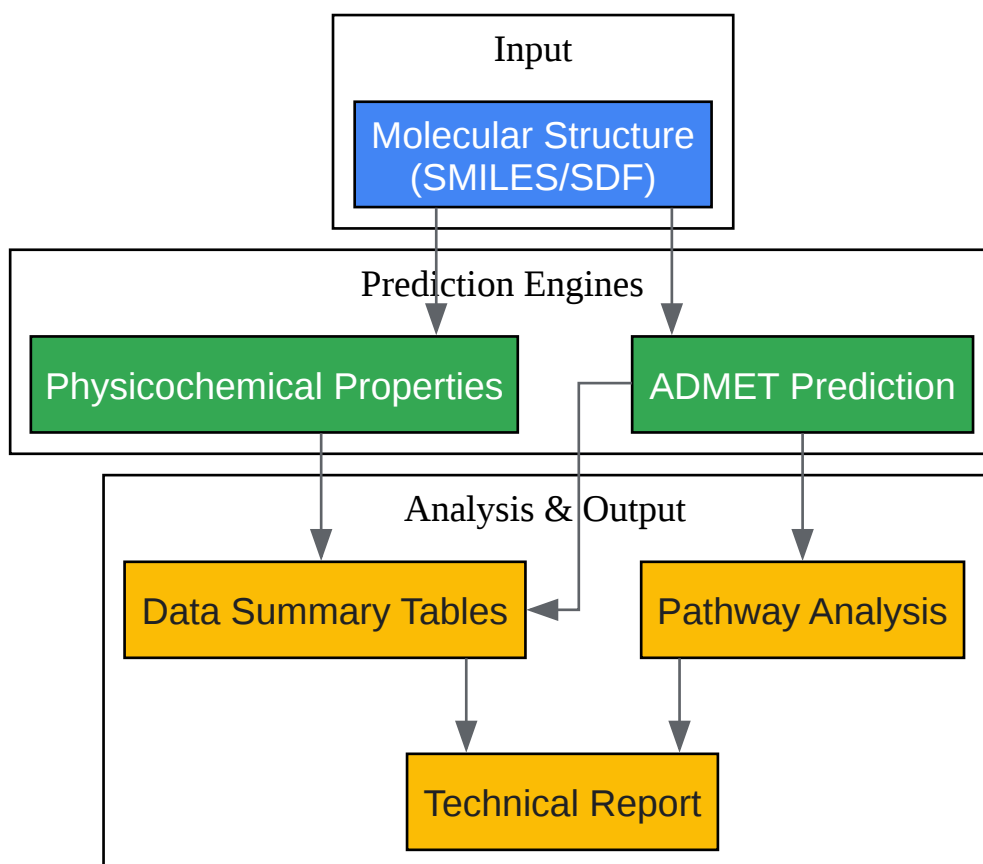 Input
Molecular Structure
(SMILES/SDF)
Prediction Engines
Physicochemical Properties
ADMET Prediction
Analysis & Output
Data Summary Tables
Pathway Analysis
Technical Report